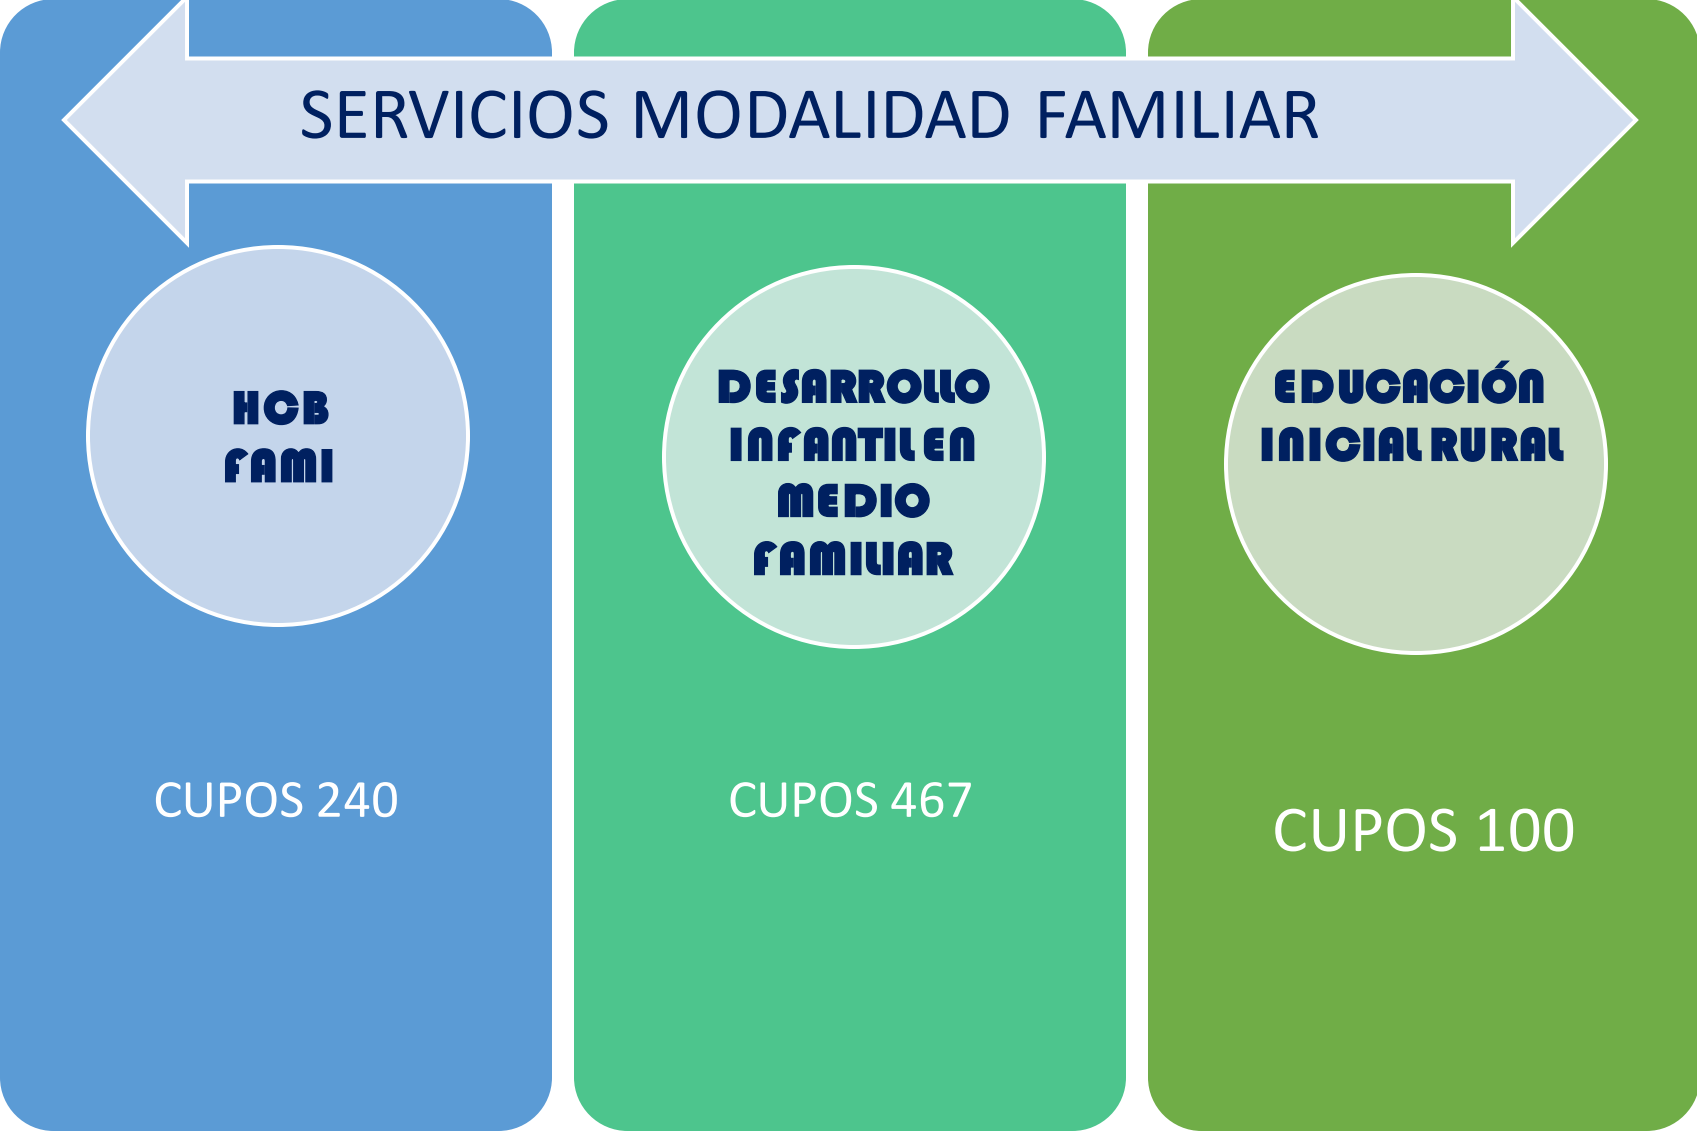 SERVICIOS MODALIDAD FAMILIAR
HCB
FAMI
DESARROLLO
INFANTIL EN
MEDIO
FAMILIAR
EDUCACIÓN
INICIAL RURAL
CUPOS 240
CUPOS 467
CUPOS 100